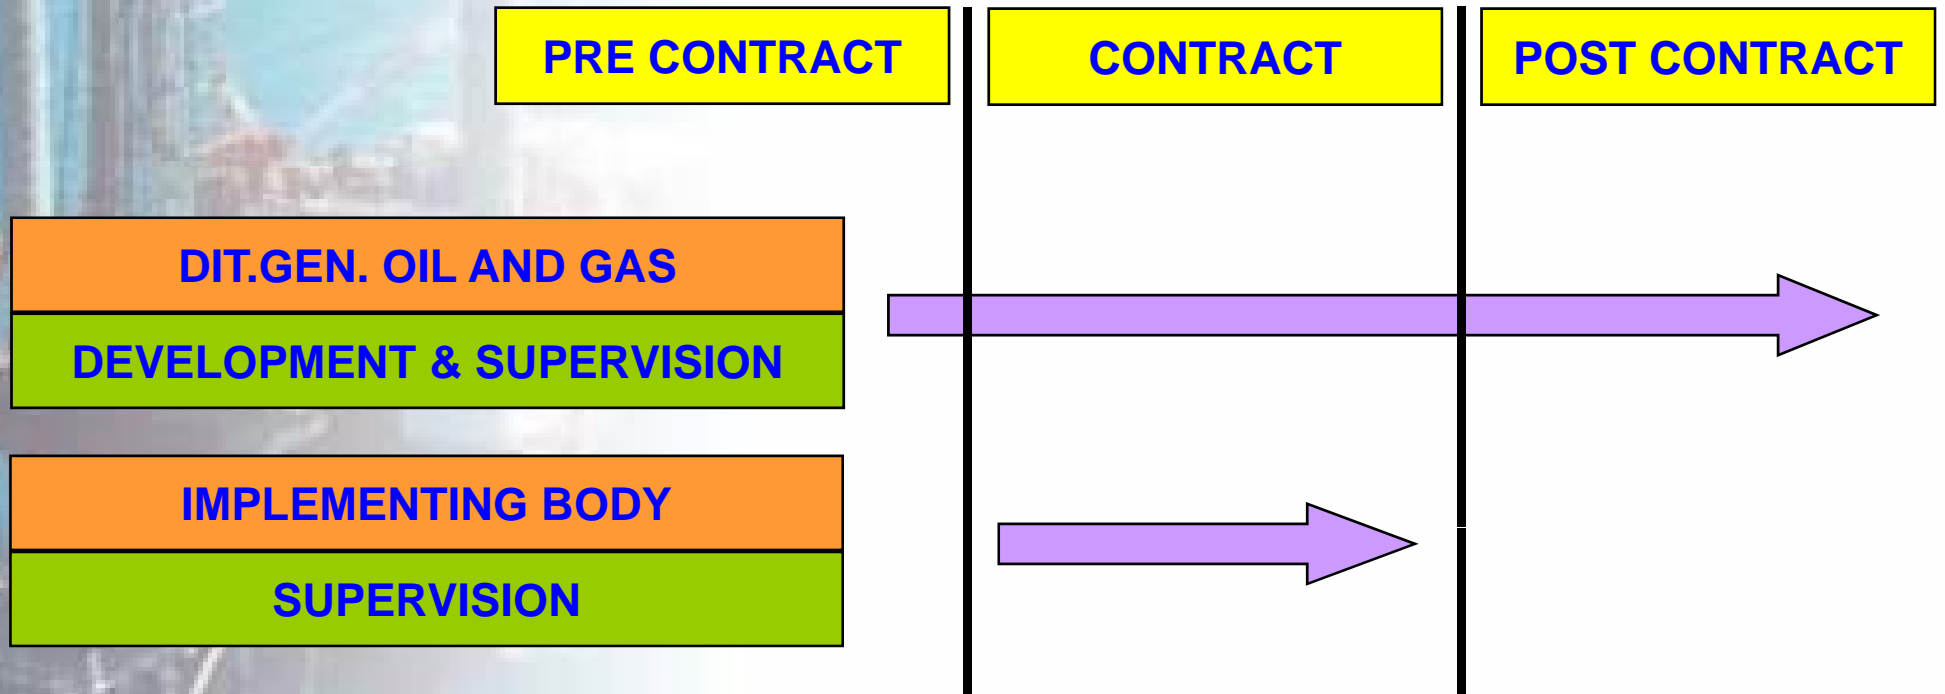 PRE CONTRACT
CONTRACT
POST CONTRACT
DIT.GEN. OIL AND GAS
DEVELOPMENT & SUPERVISION
IMPLEMENTING BODY
SUPERVISION